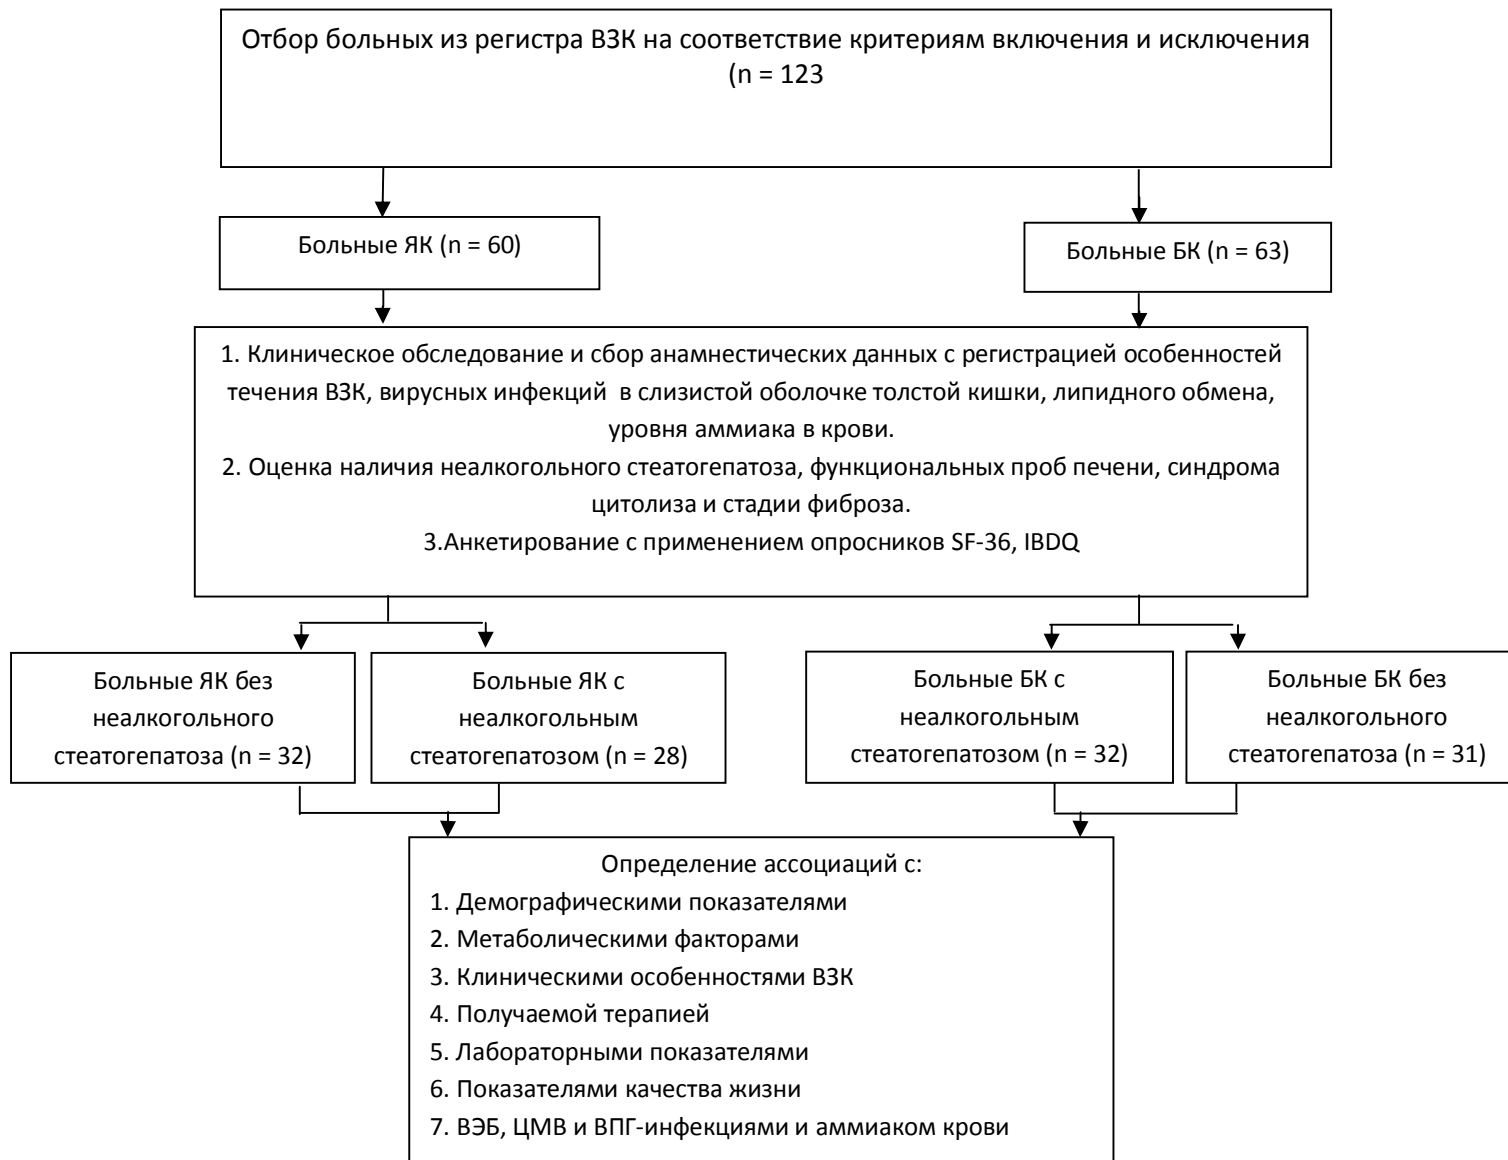 Отбор больных из регистра ВЗК на соответствие критериям включения и исключения
(n = 123
Больные ЯК (n = 60)
Больные БК (n = 63)
1. Клиническое обследование и сбор анамнестических данных с регистрацией особенностей
течения ВЗК, вирусных инфекций в слизистой оболочке толстой кишки, липидного обмена,
уровня аммиака в крови.
2. Оценка наличия неалкогольного стеатогепатоза, функциональных проб печени, синдрома
цитолиза и стадии фиброза.
3.Анкетирование с применением опросников SF-36, IBDQ
Больные ЯК без
неалкогольного
стеатогепатоза (n = 32)
Больные ЯК с
неалкогольным
стеатогепатозом (n = 28)
Больные БК с
неалкогольным
стеатогепатозом (n = 32)
Больные БК без
неалкогольного
стеатогепатоза (n = 31)
Определение ассоциаций с:
1. Демографическими показателями
2. Метаболическими факторами
3. Клиническими особенностями ВЗК
4. Получаемой терапией
5. Лабораторными показателями
6. Показателями качества жизни
7. ВЭБ, ЦМВ и ВПГ-инфекциями и аммиаком крови